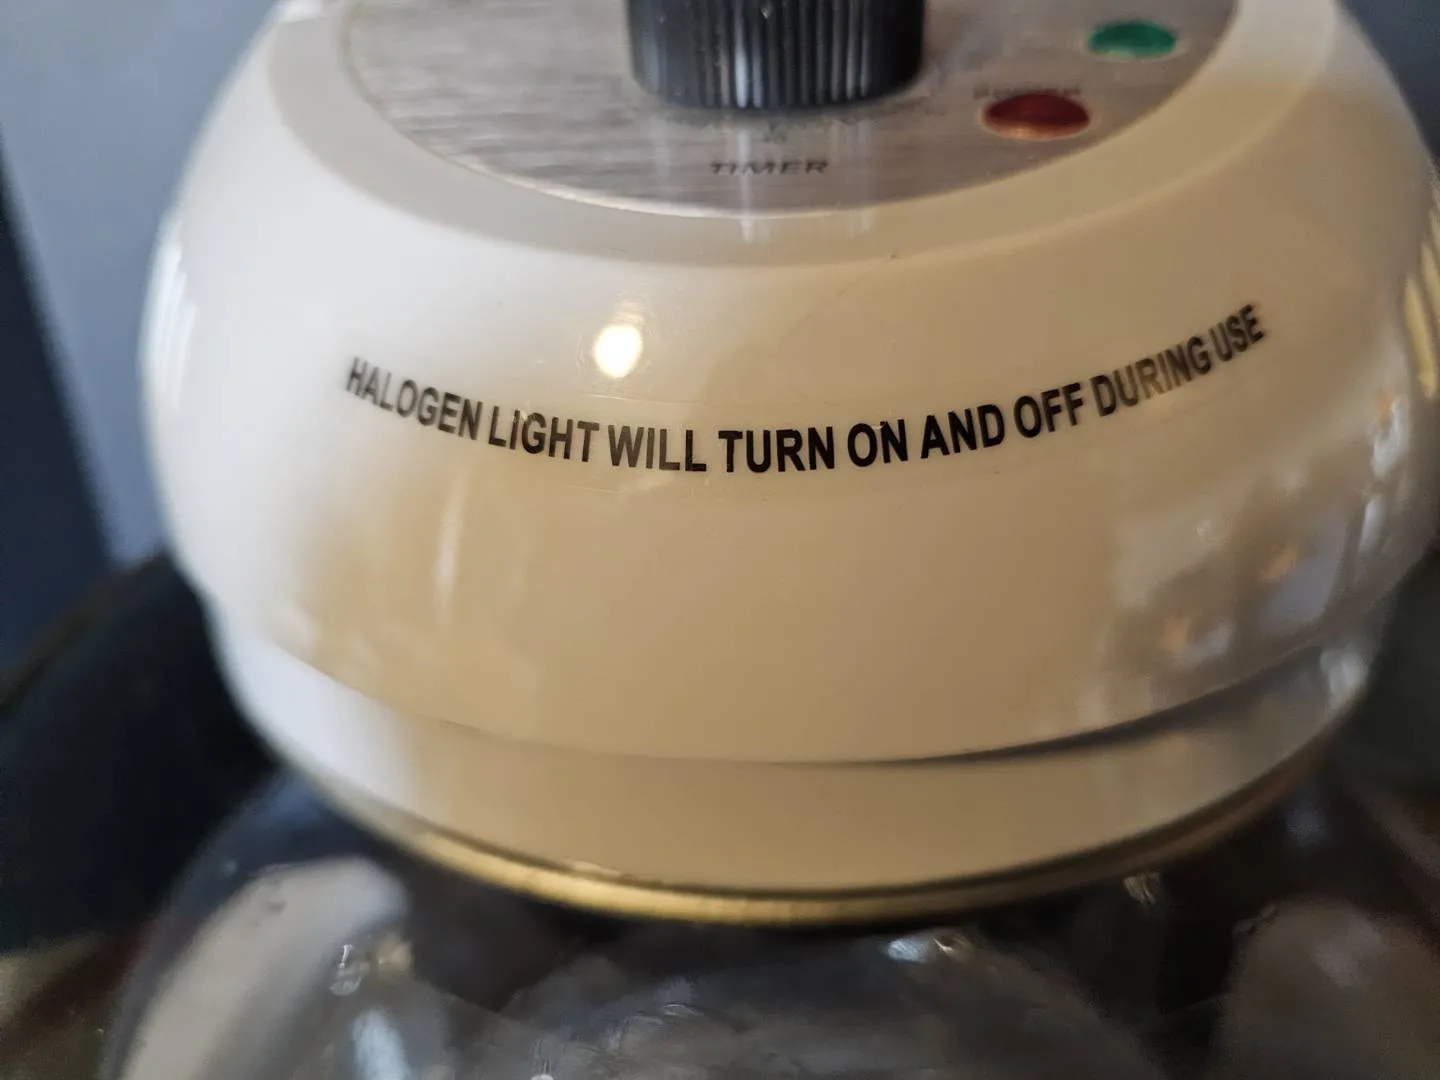 TIMER
HALOGEN LIGHT WILL TURN ON AND OFF DURING USE